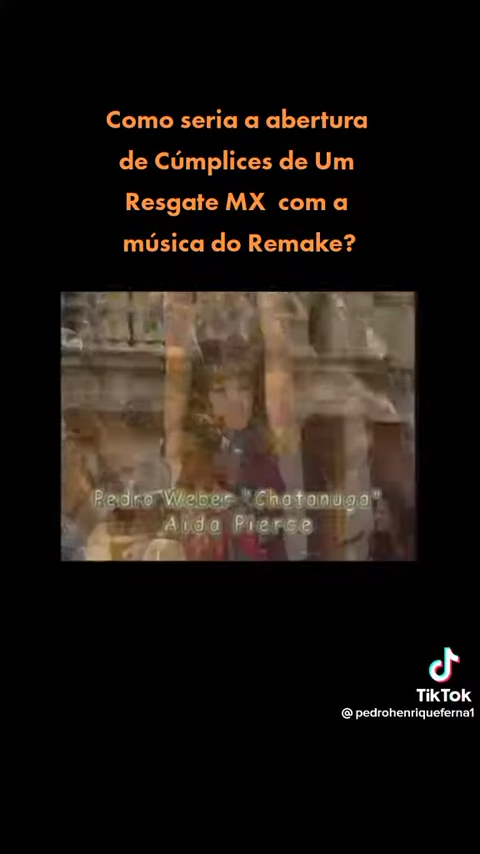 Como seria a abertura
de Cúmplices de Um
Resgate MX com a
música do Remake?
Pedro Weber "Chatanuga"
Aida Pierce
TikTok
@pedrohenriqueferna1